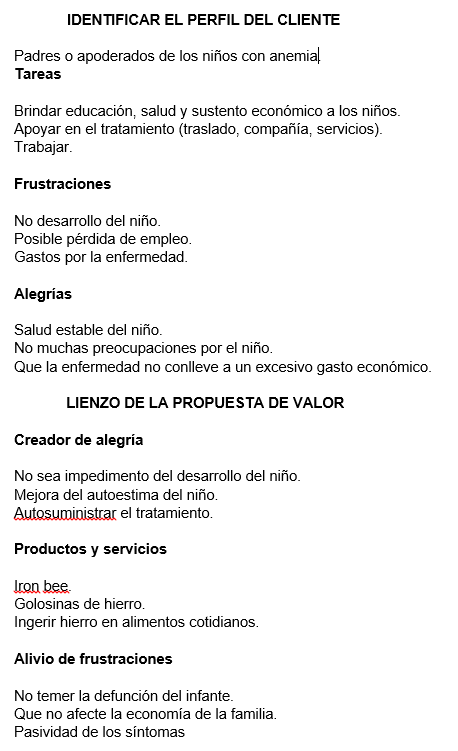 IDENTIFICAR EL PERFIL DEL CLIENTE
Padres o apoderados de los niños con anemia.
Tareas
Brindar educación, salud y sustento económico a los niños.
Apoyar en el tratamiento (traslado, compañía, servicios).
Trabajar.
Frustraciones
No desarrollo del niño.
Posible pérdida de empleo.
Gastos por la enfermedad.
Alegrías
Salud estable del niño.
No muchas preocupaciones por el niño.
Que la enfermedad no conlleve a un excesivo gasto económico.
LIENZO DE LA PROPUESTA DE VALOR
Creador de alegría
No sea impedimento del desarrollo del niño.
Mejora del autoestima del niño.
Autosuministrar el tratamiento.
Productos y servicios
Iron bee.
Golosinas de hierro.
Ingerir hierro en alimentos cotidianos.
Alivio de frustraciones
No temer la defunción del infante.
Que no afecte la economía de la familia.
Pasividad de los síntomas